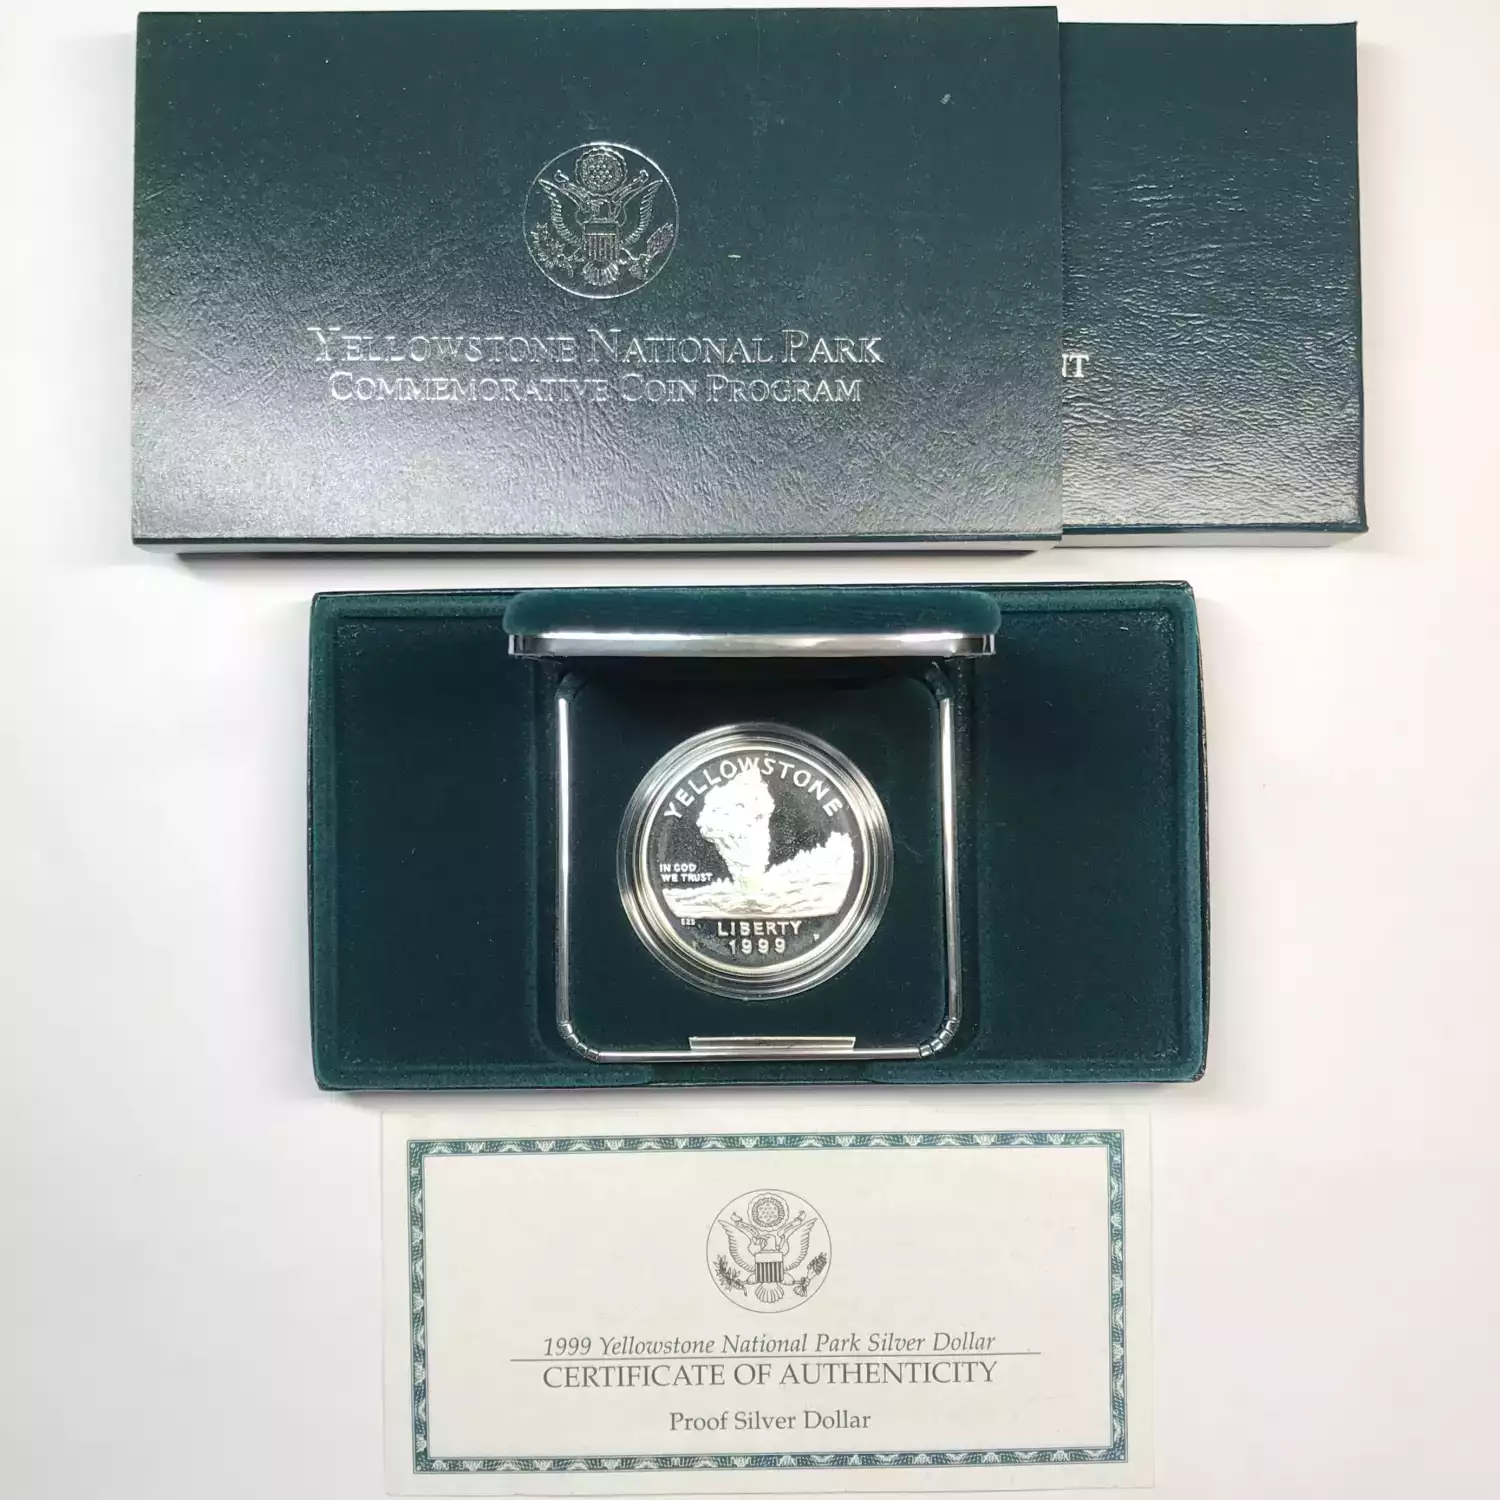 YELLOWSTONE NATIONAL PARK
COMMEMORATIVE COIN PROGRAM
NT
YELLOWSTONE
IN GOD
WE TRUST
LIBERTY
1999
P
1999 Yellowstone National Park Silver Dollar
CERTIFICATE OF AUTHENTICITY
Proof Silver Dollar